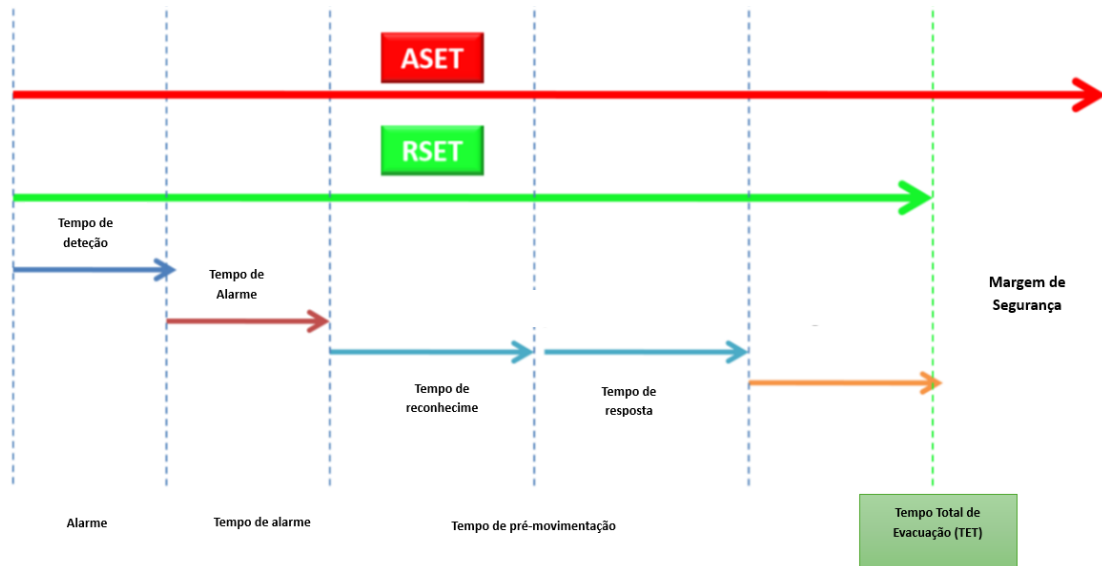 ASET
RSET
Tempo de
deteção
Tempo de
Alarme
Margem de
Segurança
Tempo de
reconhecime
Tempo de
resposta
Alarme
Tempo de alarme
Tempo de pré-movimentação
Tempo Total de
Evacuação (TET)